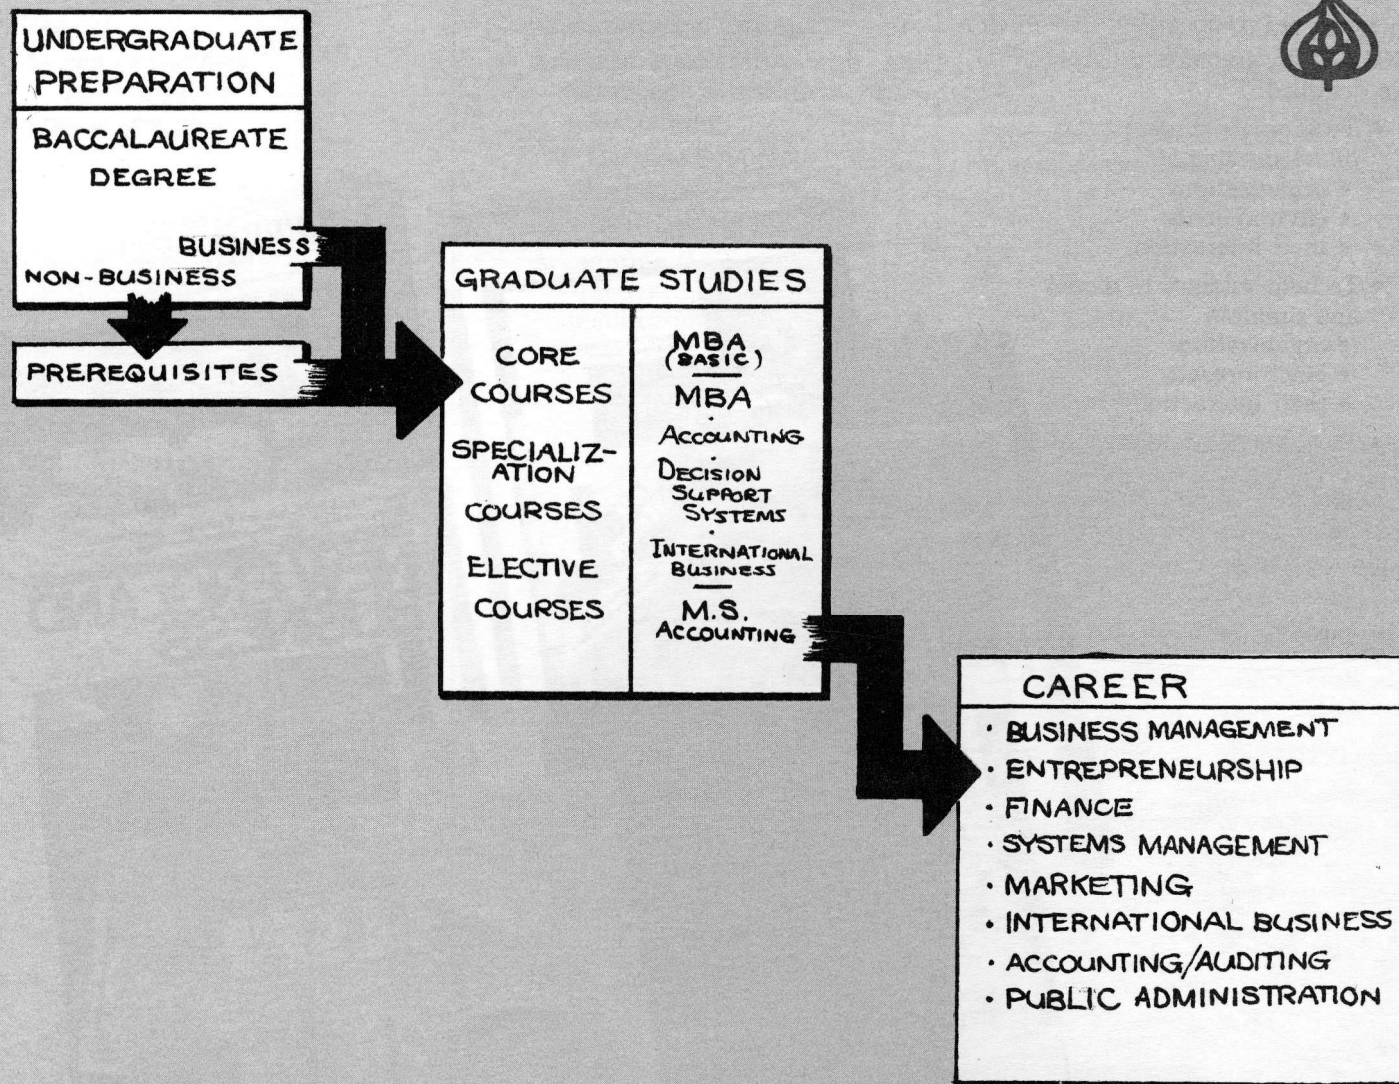 UNDERGRADUATE
PREPARATION
BACCALAUREATE
DEGREE
BUSINESS
NON-BUSINESS
PREREQUISITES
GRADUATE STUDIES
CORE
COURSES
SPECIALIZ-
ATION
COURSES
ELECTIVE
COURSES
MBA
(BASIC)
MBA
· ACCOUNTING
· DECISION
SUPPORT
SYSTEMS
· INTERNATIONAL
BUSINESS
M.S.
ACCOUNTING
CAREER
· BUSINESS MANAGEMENT
· ENTREPRENEURSHIP
· FINANCE
· SYSTEMS MANAGEMENT
· MARKETING
· INTERNATIONAL BUSINESS
· ACCOUNTING/AUDITING
· PUBLIC ADMINISTRATION